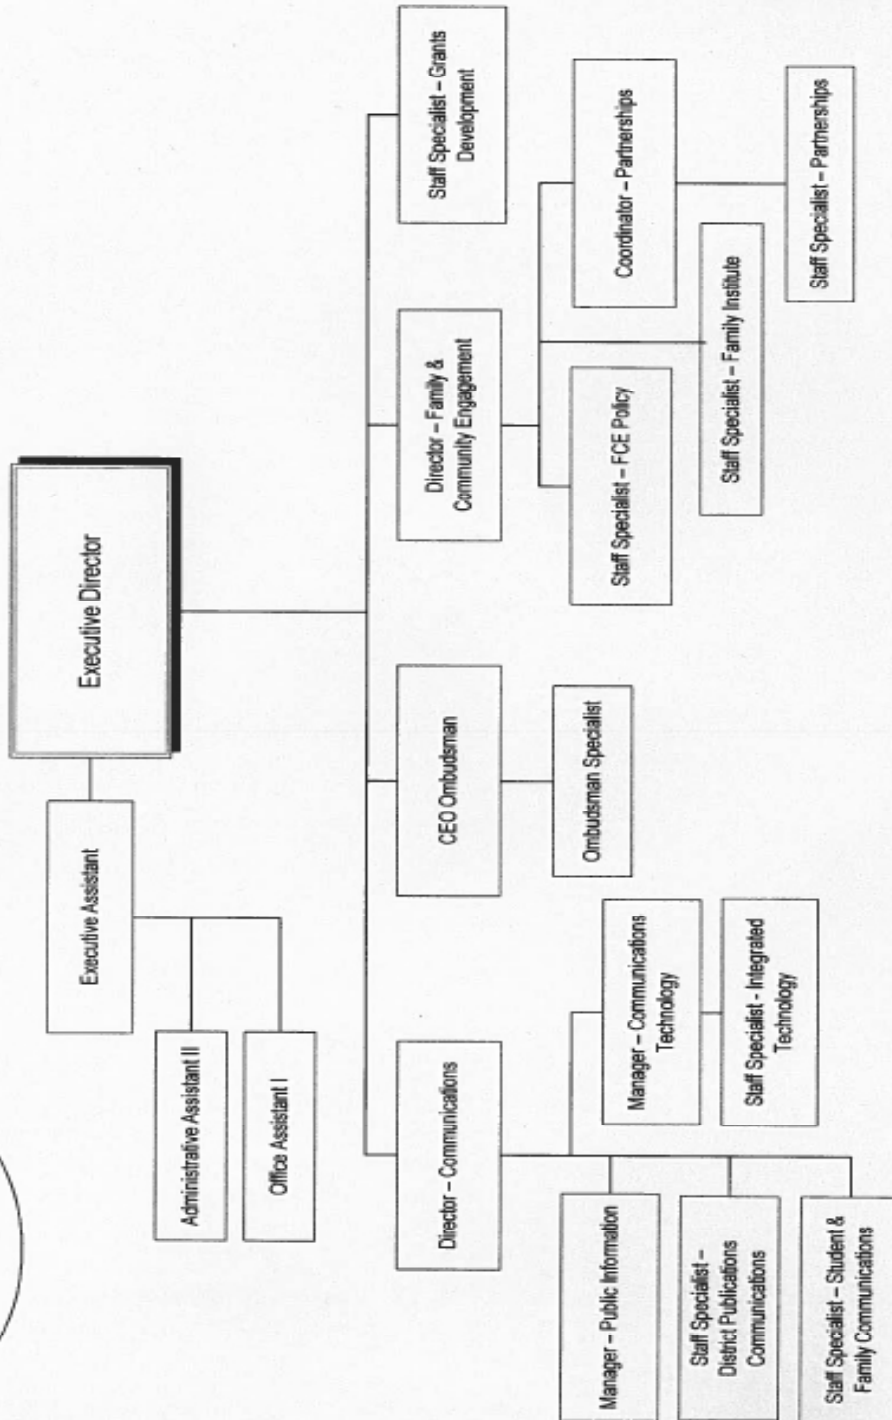 Executive Director
Executive Assistant
Administrative Assistant II
Office Assistant I
Director – Communications
CEO Ombudsman
Director – Family &
Community Engagement
Staff Specialist – Grants
Development
Manager – Public Information
Staff Specialist –
District Publications
Communications
Staff Specialist – Student &
Family Communications
Manager – Communications
Technology
Staff Specialist - Integrated
Technology
Ombudsman Specialist
Staff Specialist – FCE Policy
Staff Specialist – Family Institute
Coordinator – Partnerships
Staff Specialist – Partnerships